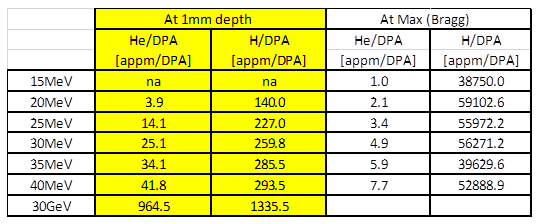 At 1mm depth At Max (Bragg)
He/DPA H/DPA He/DPA H/DPA
[appm/DPA] [appm/DPA] [appm/DPA] [appm/DPA]
15MeV na na 1.0 38750.0
20MeV 3.9 140.0 2.1 59102.6
25MeV 14.1 227.0 3.4 55972.2
30MeV 25.1 259.8 4.9 56271.2
35MeV 34.1 285.5 5.9 39629.6
40MeV 41.8 293.5 7.7 52888.9
30GeV 964.5 1335.5